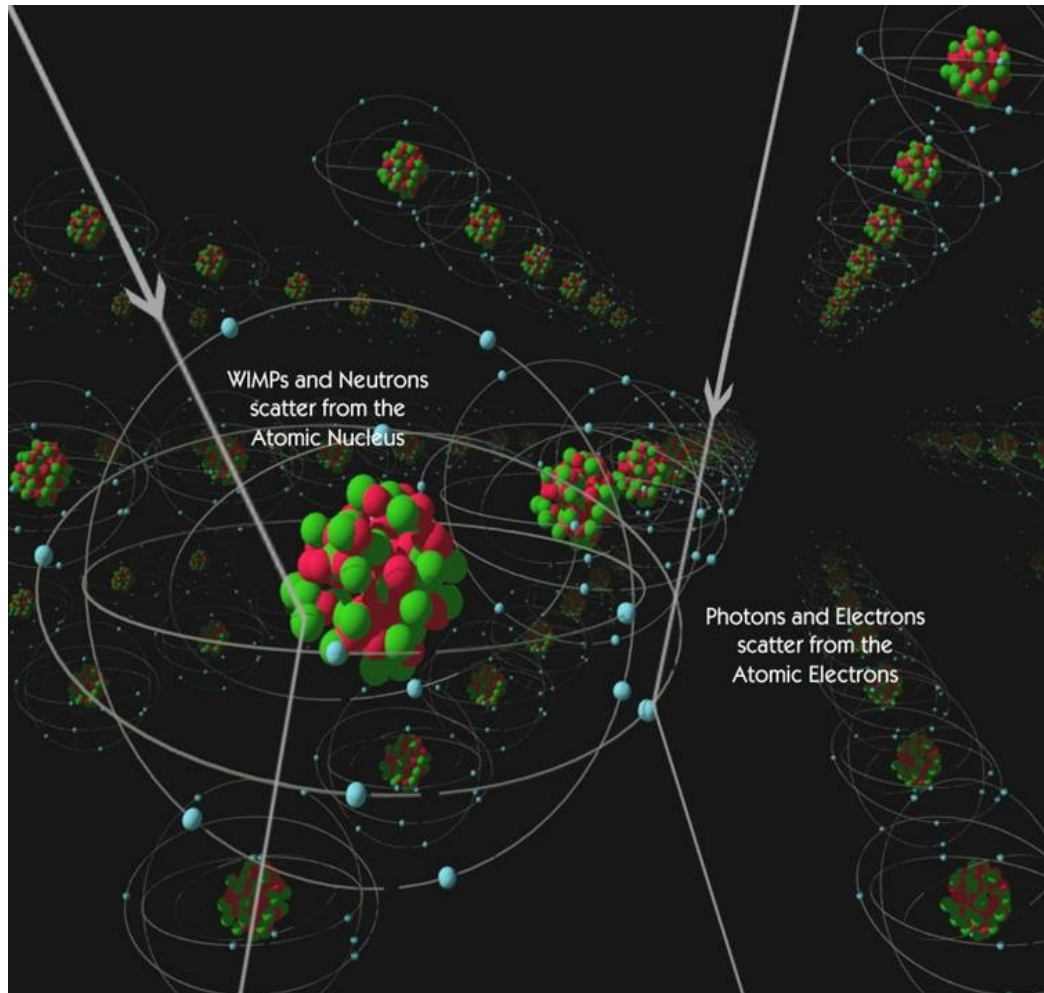 WIMPs and Neutrons
scatter from the
Atomic Nucleus
Photons and Electrons
scatter from the
Atomic Electrons